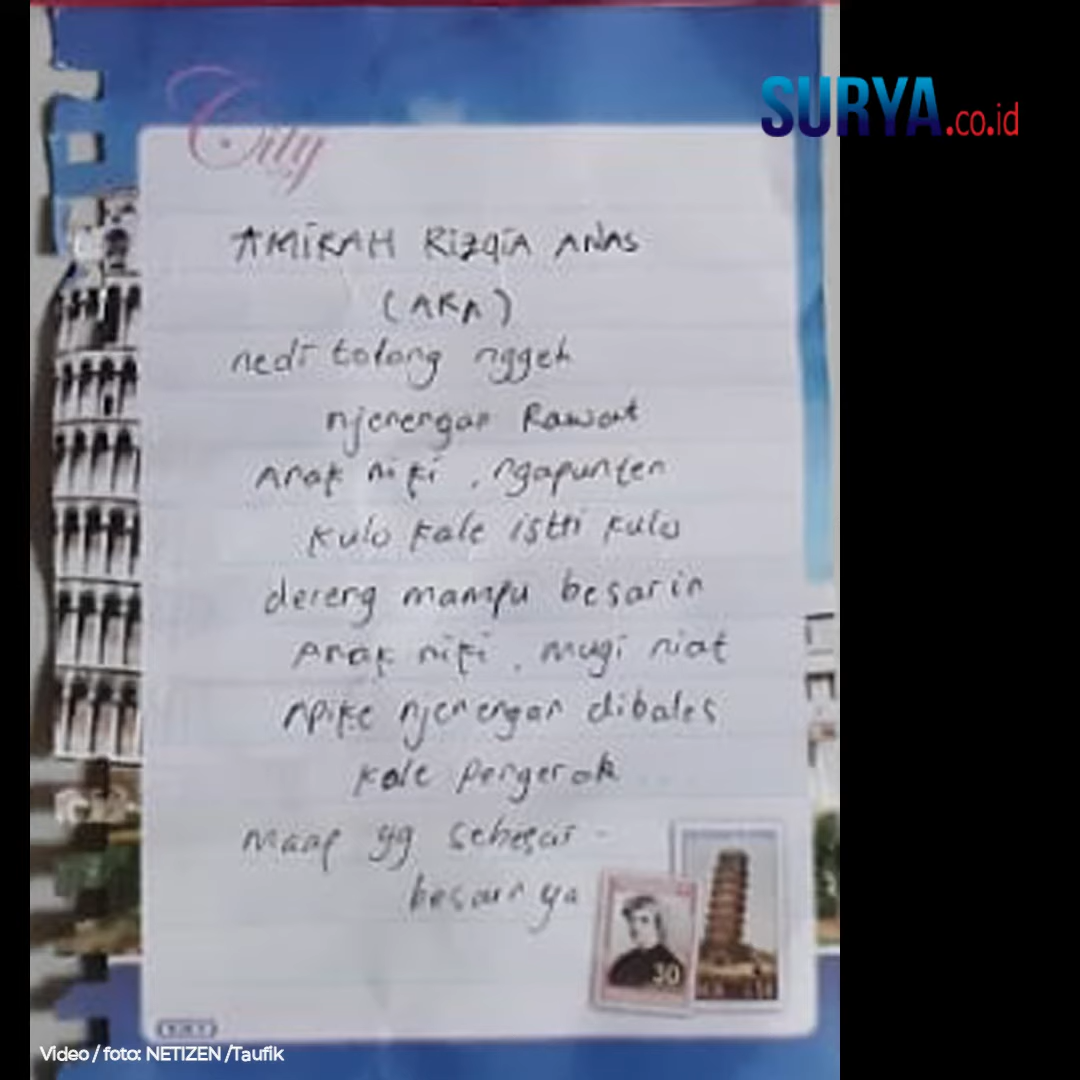 City
SURYA.co.id
AMIRAH RizqiA ANAS
(ARA)
nedi tolong nggeh
njenengan Rawat
Anak niki , ngapunten
kulo kale istri kulo
dereng mampu besarin
Anak niki , mugi niat
Apike njenengan dibales
kale pangeran
Maaf yg sebesar -
besarnya
30
Video / foto: NETIZEN /Taufik